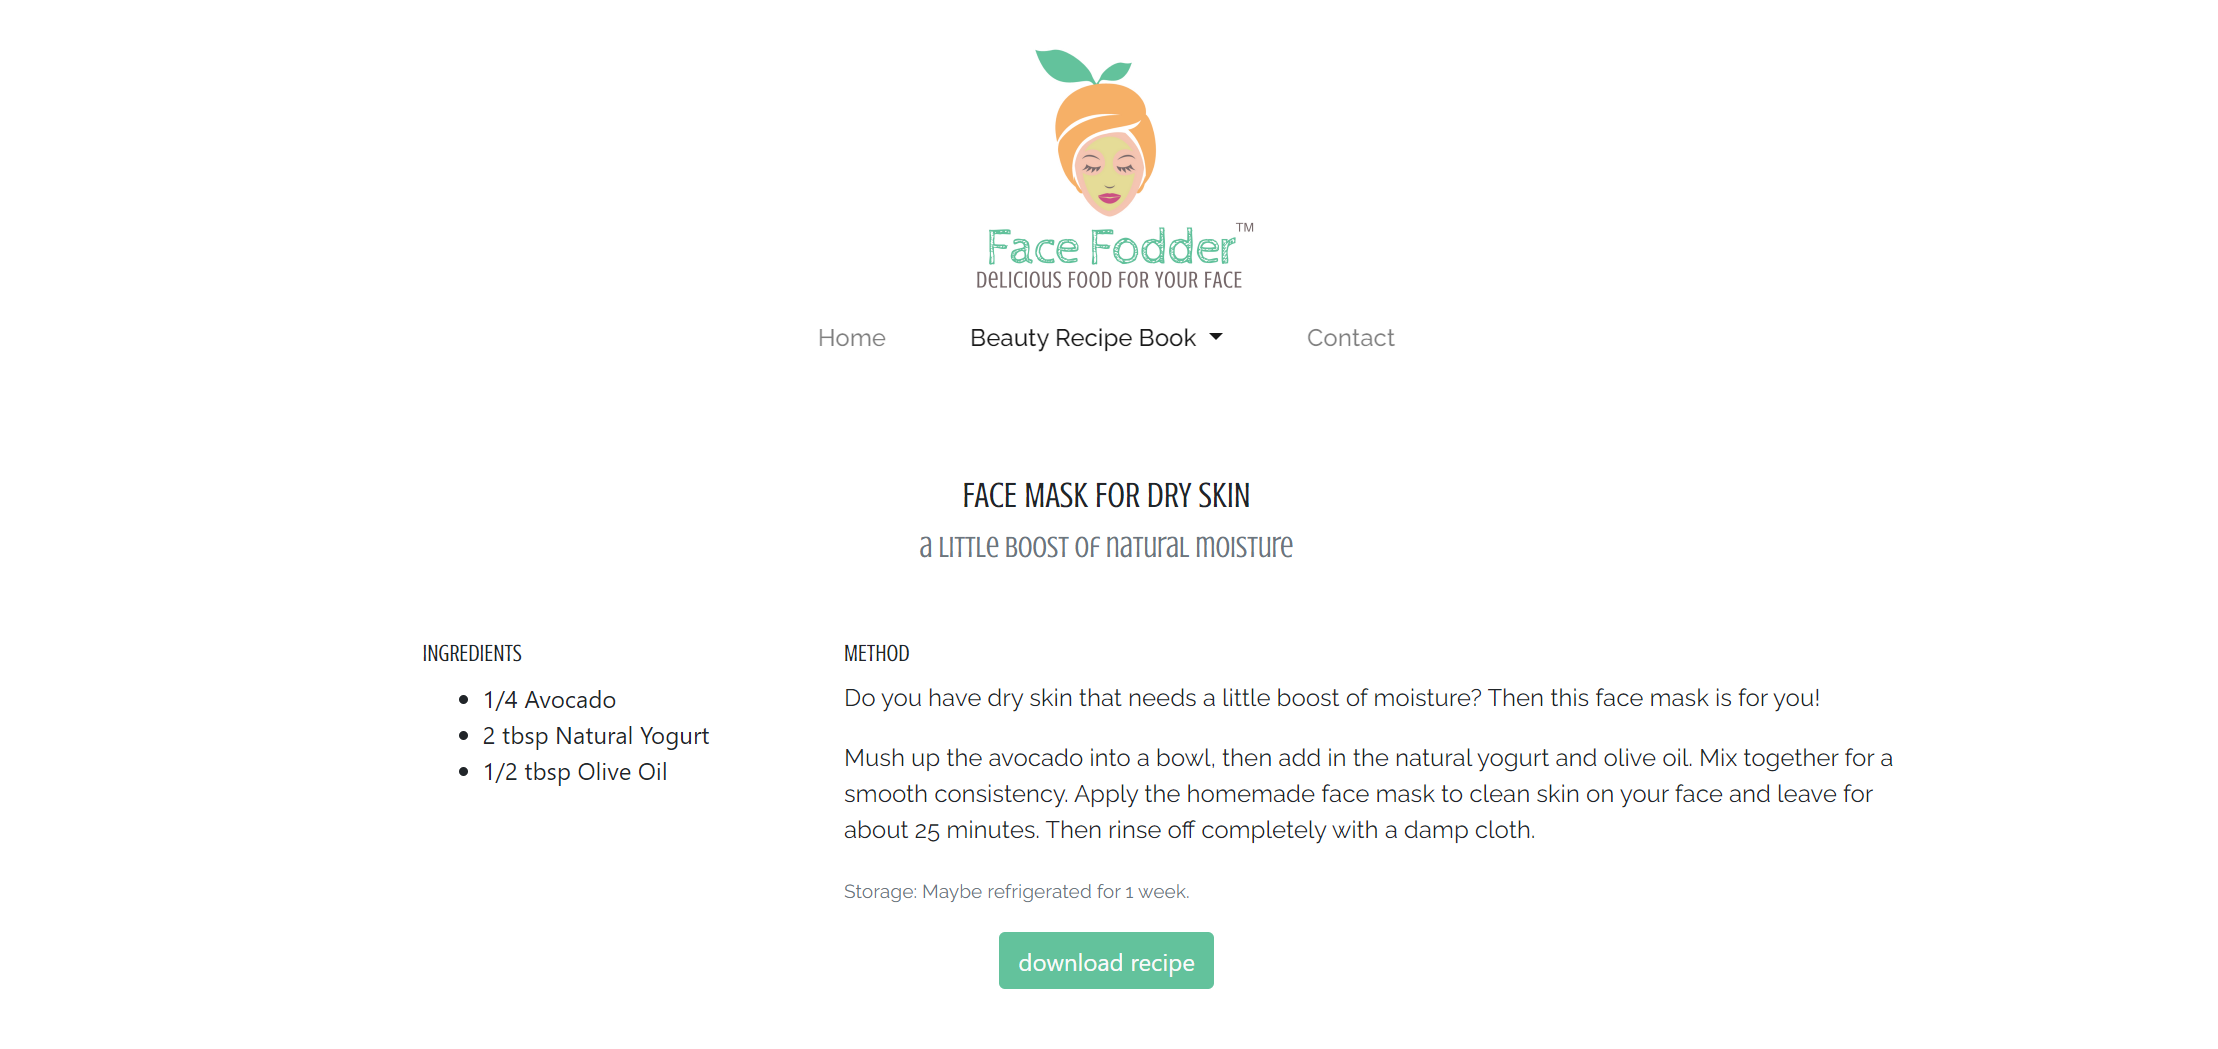 Face Fodder™
Delicious Food For Your Face
Home
Beauty Recipe Book
Contact
FACE MASK FOR DRY SKIN
a little boost of natural moisture
INGREDIENTS
1/4 Avocado
2 tbsp Natural Yogurt
1/2 tbsp Olive Oil
METHOD
Do you have dry skin that needs a little boost of moisture? Then this face mask is for you!
Mush up the avocado into a bowl, then add in the natural yogurt and olive oil. Mix together for a
smooth consistency. Apply the homemade face mask to clean skin on your face and leave for
about 25 minutes. Then rinse off completely with a damp cloth.
Storage: Maybe refrigerated for 1 week.
download recipe